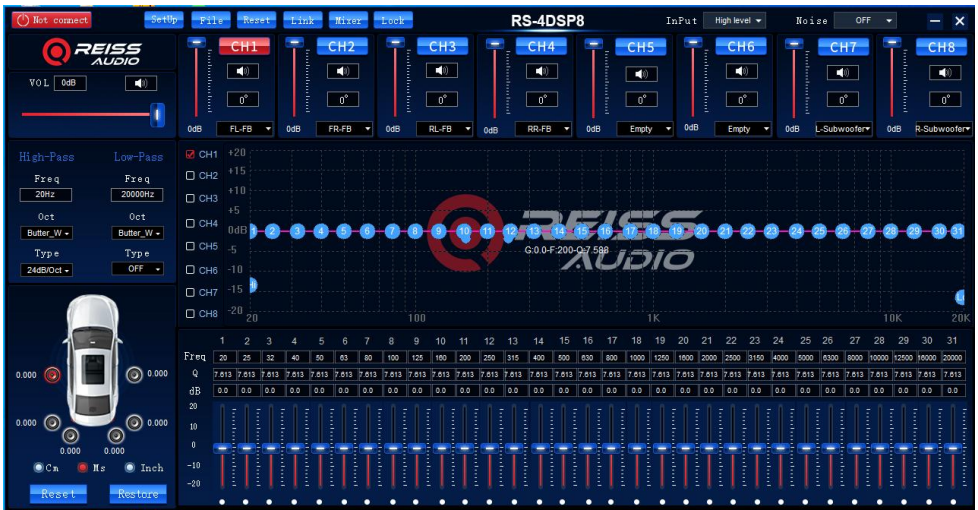 Not connect SetUp File Reset Link Mixer Lock RS-4DSP8 InPut High level Noise OFF
REISS AUDIO
CH1 CH2 CH3 CH4 CH5 CH6 CH7 CH8
VOL 0dB
0° 0° 0° 0° 0° 0° 0° 0°
0dB FL-FB 0dB FR-FB 0dB RL-FB 0dB RR-FB 0dB Empty 0dB Empty 0dB L-Subwoofer 0dB R-Subwoofer
High-Pass Low-Pass
Freq Freq
20Hz 20000Hz
Oct Oct
Butter_W Butter_W
Type Type
24dB/Oct OFF
CH1 +20
CH2 +15
CH3 +10
CH4 +5
0dB 1 2 3 4 5 6 7 8 9 10 11 12 13 14 15 16 17 18 19 20 21 22 23 24 25 26 27 28 29 30 31
REISS
AUDIO
G:0.0-F:200-Q:7.588
CH5 -5
CH6 -10
CH7 -15
CH8 -20
20 100 1K 10K 20K
1 2 3 4 5 6 7 8 9 10 11 12 13 14 15 16 17 18 19 20 21 22 23 24 25 26 27 28 29 30 31
Freq 20 25 32 40 50 63 80 100 125 160 200 250 315 400 500 630 800 1000 1250 1600 2000 2500 3150 4000 5000 6300 8000 10000 12500 16000 20000
Q 7.613 7.613 7.613 7.613 7.613 7.613 7.613 7.613 7.613 7.613 7.613 7.613 7.613 7.613 7.613 7.613 7.613 7.613 7.613 7.613 7.613 7.613 7.613 7.613 7.613 7.613 7.613 7.613 7.613 7.613 7.613
dB 0.0 0.0 0.0 0.0 0.0 0.0 0.0 0.0 0.0 0.0 0.0 0.0 0.0 0.0 0.0 0.0 0.0 0.0 0.0 0.0 0.0 0.0 0.0 0.0 0.0 0.0 0.0 0.0 0.0 0.0 0.0
20
10
0
-10
-20
0.000 0.000
0.000 0.000
0.000 0.000
Cm Ms Inch
Reset Restore